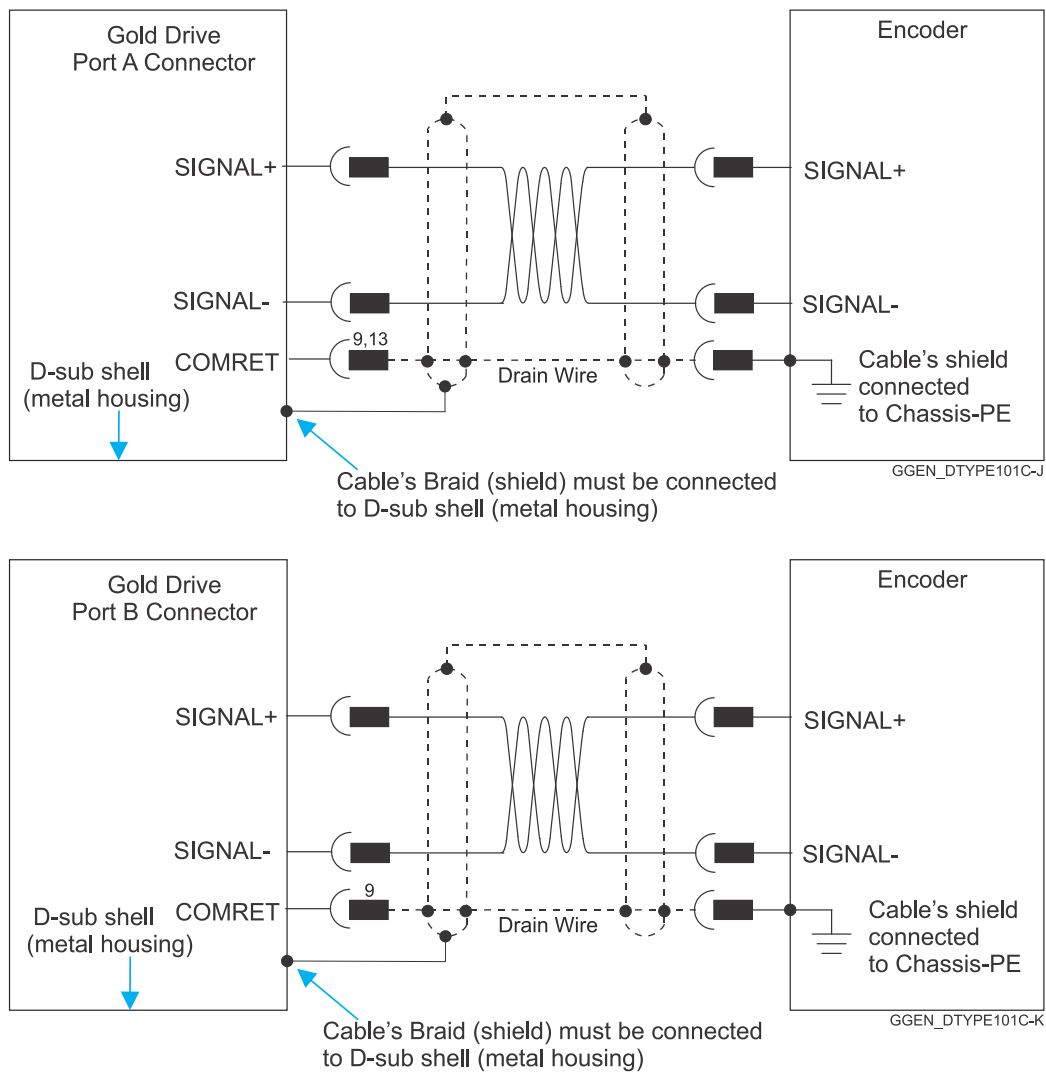 Gold Drive
Port A Connector
Encoder
SIGNAL+
SIGNAL+
SIGNAL-
SIGNAL-
9,13
COMRET
Drain Wire
D-sub shell
(metal housing)
Cable's shield
connected
to Chassis-PE
GGEN_DTYPE101C-J
Cable's Braid (shield) must be connected
to D-sub shell (metal housing)
Gold Drive
Port B Connector
Encoder
SIGNAL+
SIGNAL+
SIGNAL-
SIGNAL-
9
COMRET
Drain Wire
D-sub shell
(metal housing)
Cable's shield
connected
to Chassis-PE
GGEN_DTYPE101C-K
Cable's Braid (shield) must be connected
to D-sub shell (metal housing)